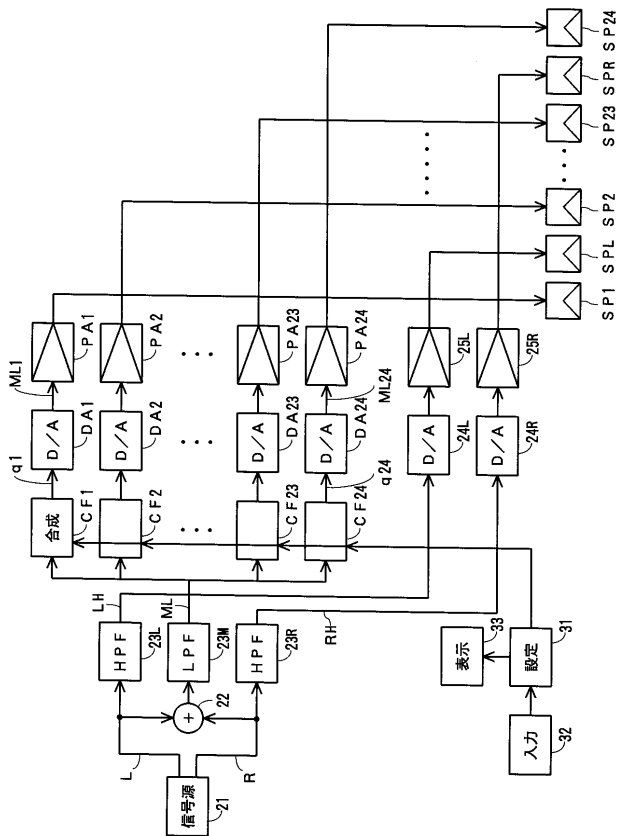 信号源
21
L
R
+
22
HPF
23L
LPF
23M
HPF
23R
LH
ML
RH
合成
CF1
CF2
CF23
CF24
q1
q24
D/A
DA1
D/A
DA2
D/A
DA23
D/A
DA24
ML1
ML24
PA1
PA2
PA23
PA24
D/A
24L
D/A
24R
25L
25R
入力
32
設定
31
表示
33
SP1
SPL
SP2
SP23
SPR
SP24